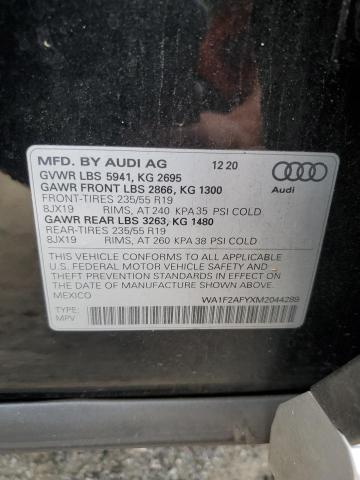 MFD. BY AUDI AG 12 20
GVWR LBS 5941, KG 2695
GAWR FRONT LBS 2866, KG 1300
FRONT-TIRES 235/55 R19
8JX19 RIMS, AT 240 KPA 35 PSI COLD
GAWR REAR LBS 3263, KG 1480
REAR-TIRES 235/55 R19
8JX19 RIMS, AT 260 KPA 38 PSI COLD
Audi
THIS VEHICLE CONFORMS TO ALL APPLICABLE
U.S. FEDERAL MOTOR VEHICLE SAFETY, BUMPER, AND
THEFT PREVENTION STANDARDS IN EFFECT ON THE
DATE OF MANUFACTURE SHOWN ABOVE.
MEXICO
WA1F2AFYXM2044289
TYPE:
MPV